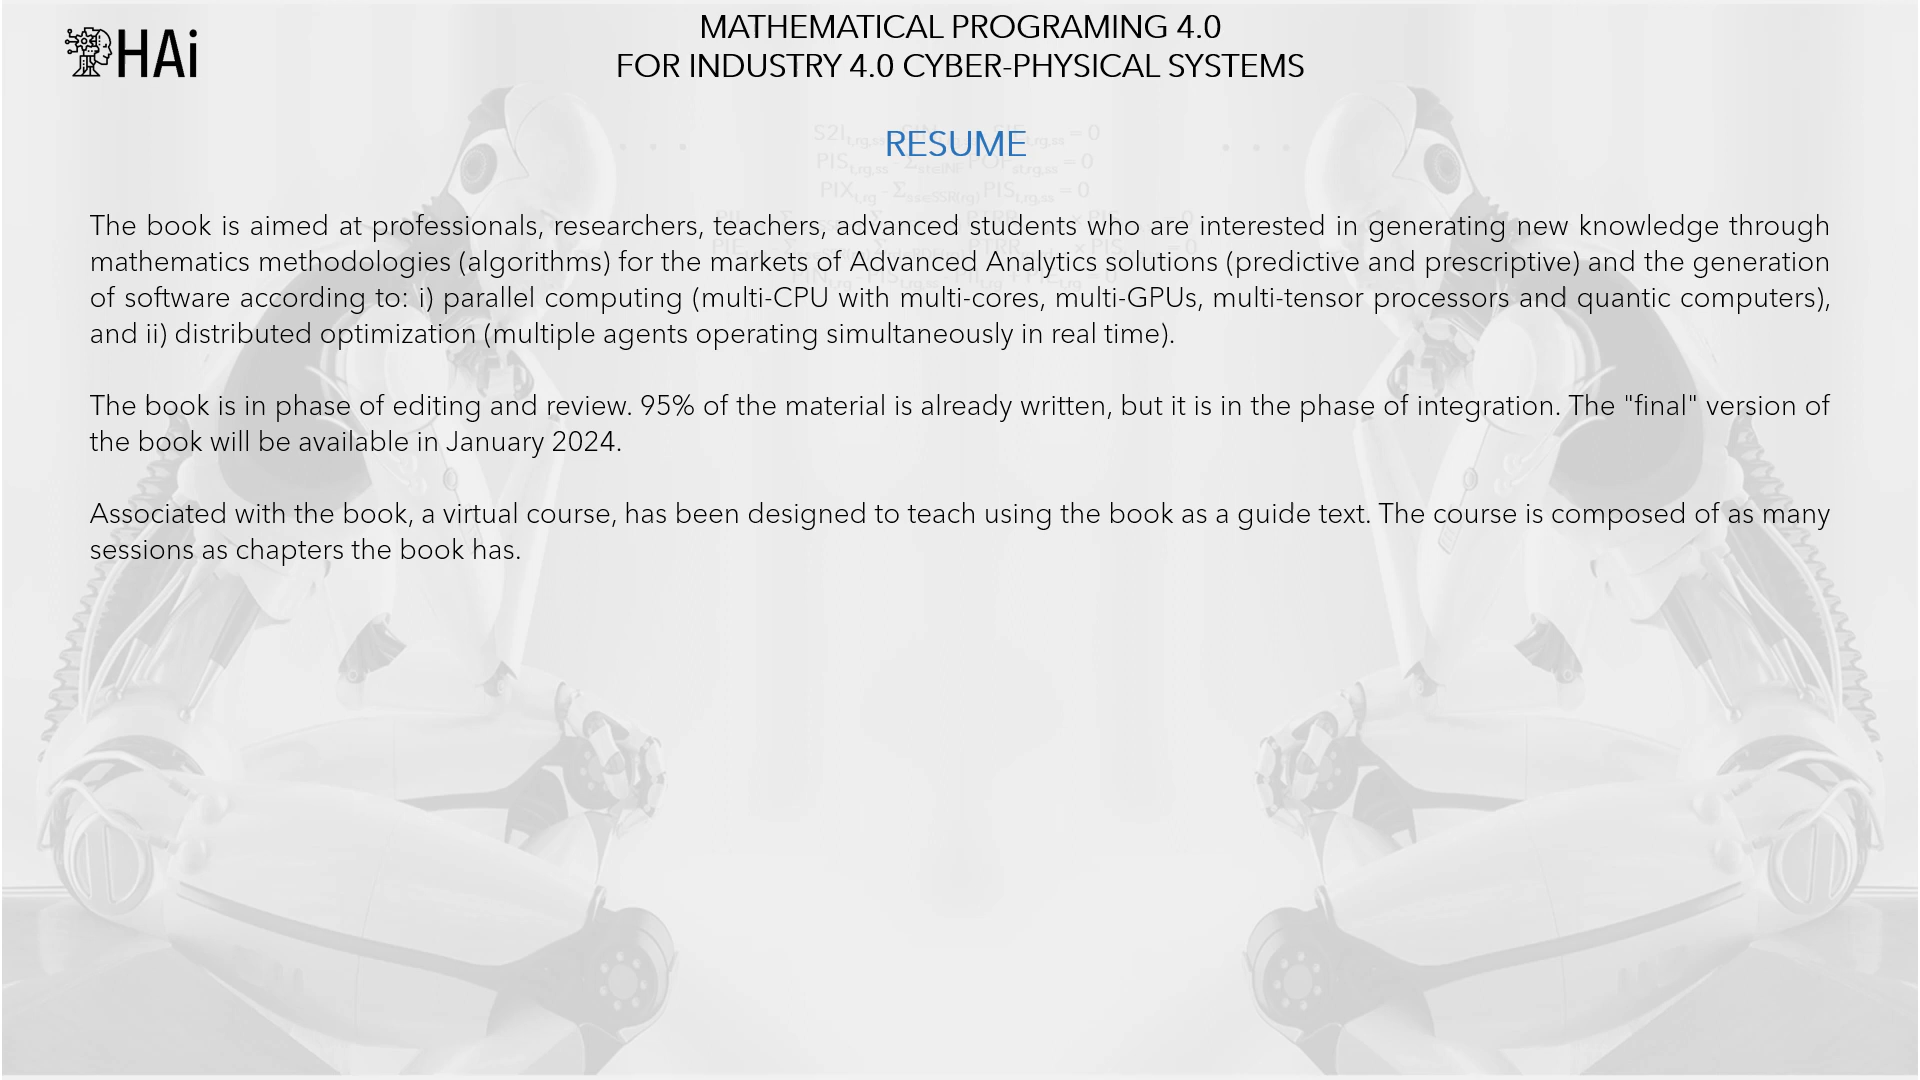 HAi
MATHEMATICAL PROGRAMING 4.0
FOR INDUSTRY 4.0 CYBER-PHYSICAL SYSTEMS
RESUME
The book is aimed at professionals, researchers, teachers, advanced students who are interested in generating new knowledge through
mathematics methodologies (algorithms) for the markets of Advanced Analytics solutions (predictive and prescriptive) and the generation
of software according to: i) parallel computing (multi-CPU with multi-cores, multi-GPUs, multi-tensor processors and quantic computers),
and ii) distributed optimization (multiple agents operating simultaneously in real time).
The book is in phase of editing and review. 95% of the material is already written, but it is in the phase of integration. The "final" version of
the book will be available in January 2024.
Associated with the book, a virtual course, has been designed to teach using the book as a guide text. The course is composed of as many
sessions as chapters the book has.